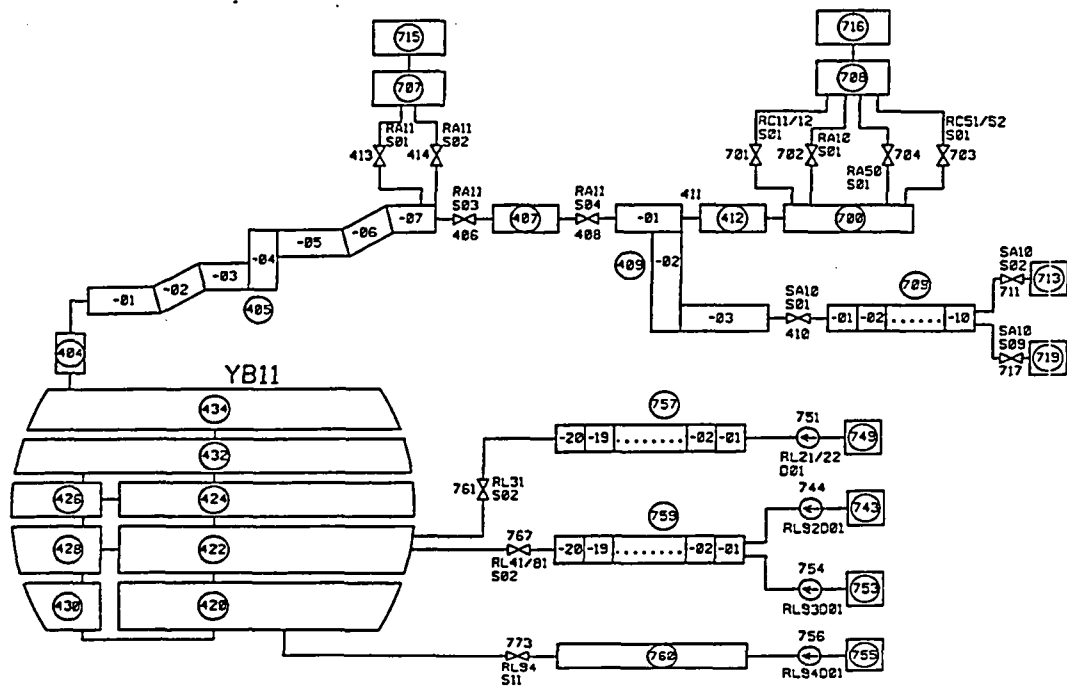 715
716
707
708
RA11
S01
RA11
S02
413
414
RC11/12
S01
RA10
S01
RC51/52
S01
701
702
704
703
RA50
S01
RA11
S03
RA11
S04
411
-07
406
407
408
-01
412
700
-06
-05
-04
-03
-02
-01
405
409
-02
-03
SA10
S01
410
709
-01
-02
.......
-10
SA10
S02
711
713
SA10
S09
717
719
404
YB11
434
432
426
424
428
422
430
420
757
-20
-19
........
-02
-01
751
RL21/22
D01
749
761
RL31
S02
759
767
RL41/81
S02
-20
-19
........
-02
-01
744
RL92D01
743
754
RL93D01
753
773
RL94
S11
760
756
RL94D01
755